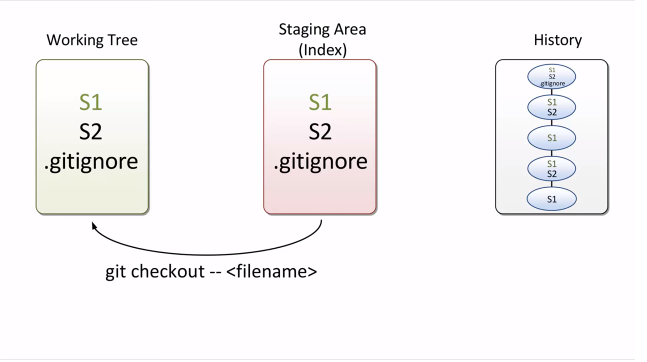 Working Tree
Staging Area
(Index)
History
S1
S2
.gitignore
S1
S2
.gitignore
S1
S2
gitignore
S1
S2
S1
S1
S2
S1
git checkout -- <filename>